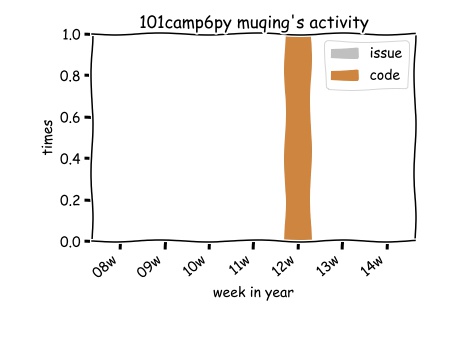 101camp6py muqing's activity
issue
code
1.0
0.8
0.6
0.4
0.2
0.0
times
08w 09w 10w 11w 12w 13w 14w
week in year